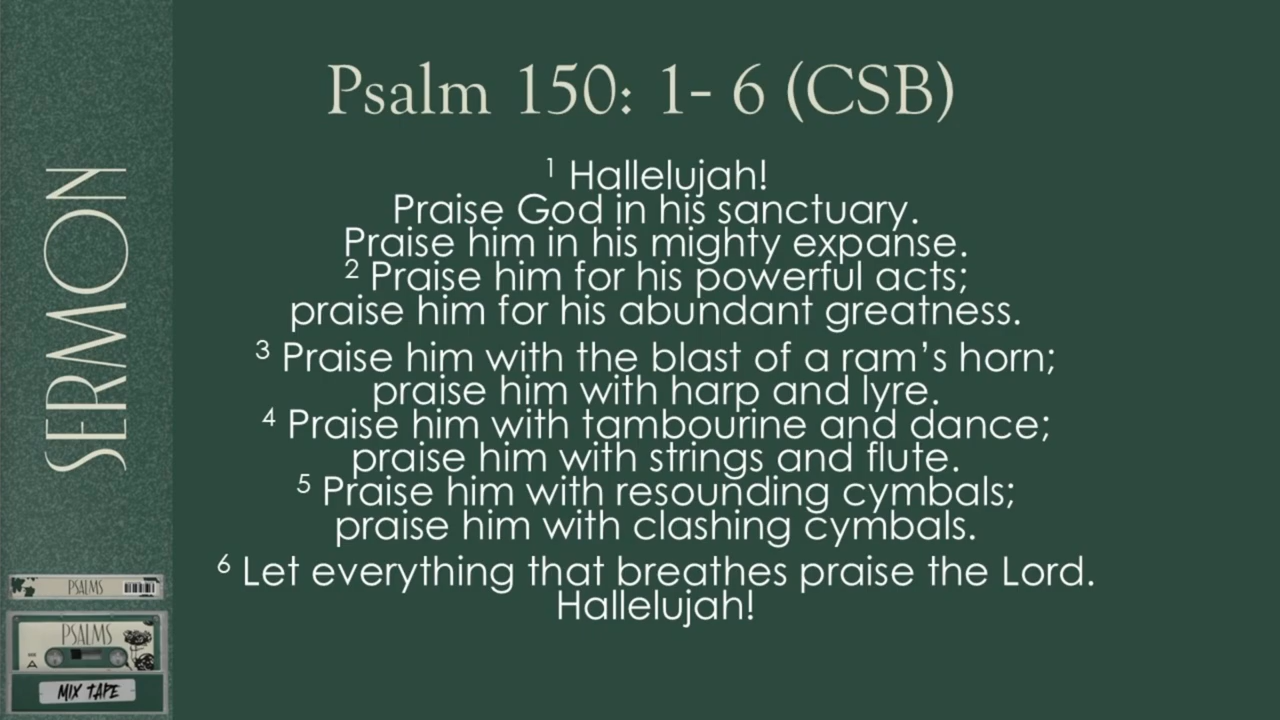 SERMON
Psalm 150: 1- 6 (CSB)
1 Hallelujah!
Praise God in his sanctuary.
Praise him in his mighty expanse.
2 Praise him for his powerful acts;
praise him for his abundant greatness.
3 Praise him with the blast of a ram's horn;
praise him with harp and lyre.
4 Praise him with tambourine and dance;
praise him with strings and flute.
5 Praise him with resounding cymbals;
praise him with clashing cymbals.
6 Let everything that breathes praise the Lord.
Hallelujah!
PSALMS
PSALMS
A
MIX TAPE